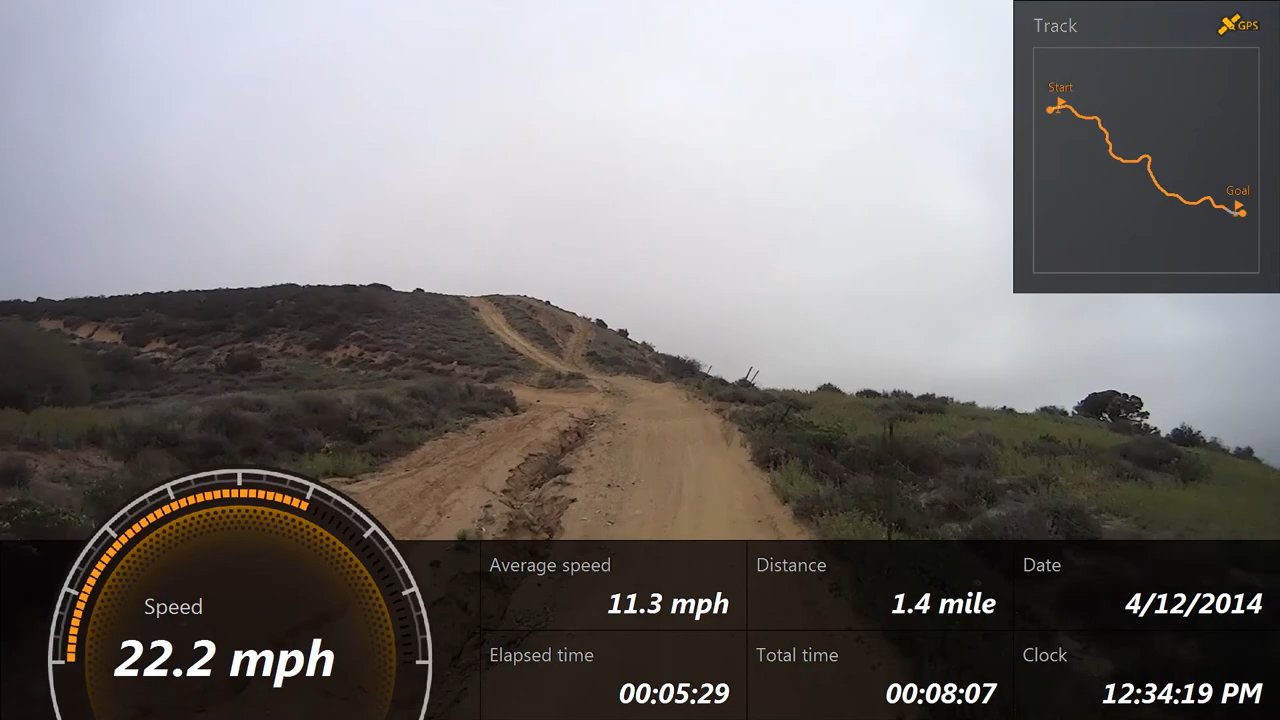 Track
GPS
Start
Goal
Speed
22.2 mph
Average speed
11.3 mph
Distance
1.4 mile
Date
4/12/2014
Elapsed time
00:05:29
Total time
00:08:07
Clock
12:34:19 PM